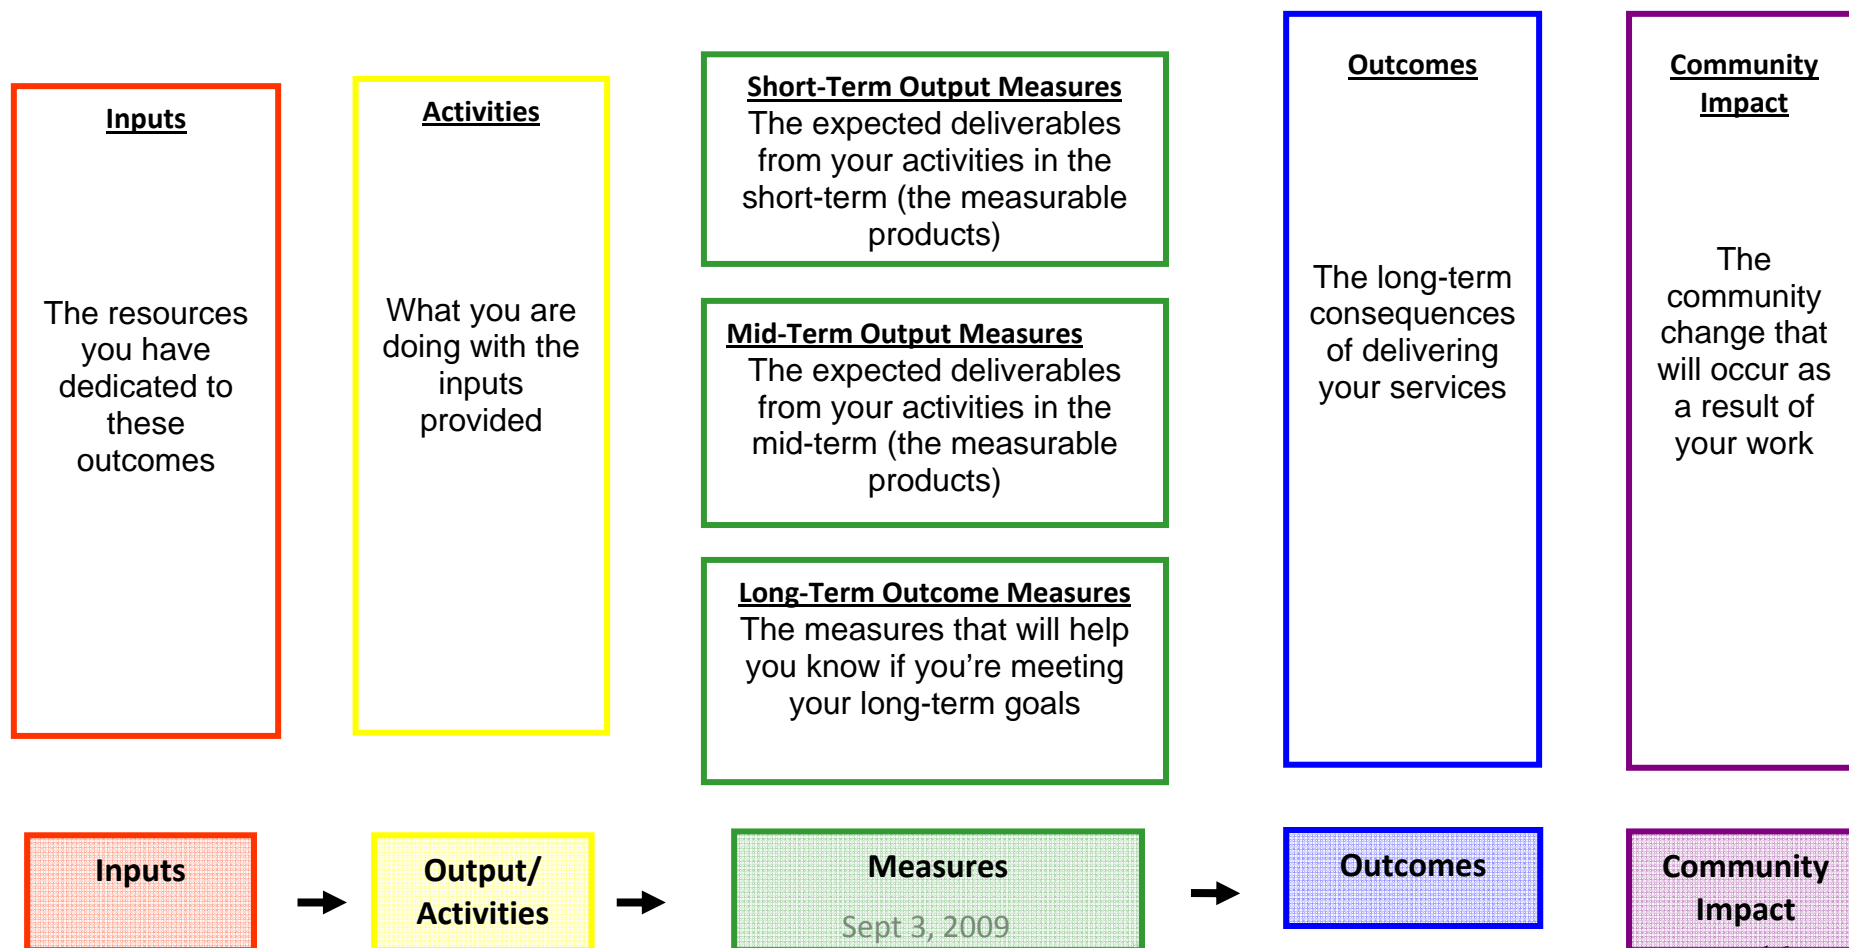 Inputs
The resources
you have
dedicated to
these
outcomes
Activities
What you are
doing with the
inputs
provided
Short-Term Output Measures
The expected deliverables
from your activities in the
short-term (the measurable
products)
Mid-Term Output Measures
The expected deliverables
from your activities in the
mid-term (the measurable
products)
Long-Term Outcome Measures
The measures that will help
you know if you’re meeting
your long-term goals
Outcomes
The long-term
consequences
of delivering
your services
Community
Impact
The
community
change that
will occur as
a result of
your work
Inputs
Output/
Activities
Measures
Sept 3, 2009
Outcomes
Community
Impact